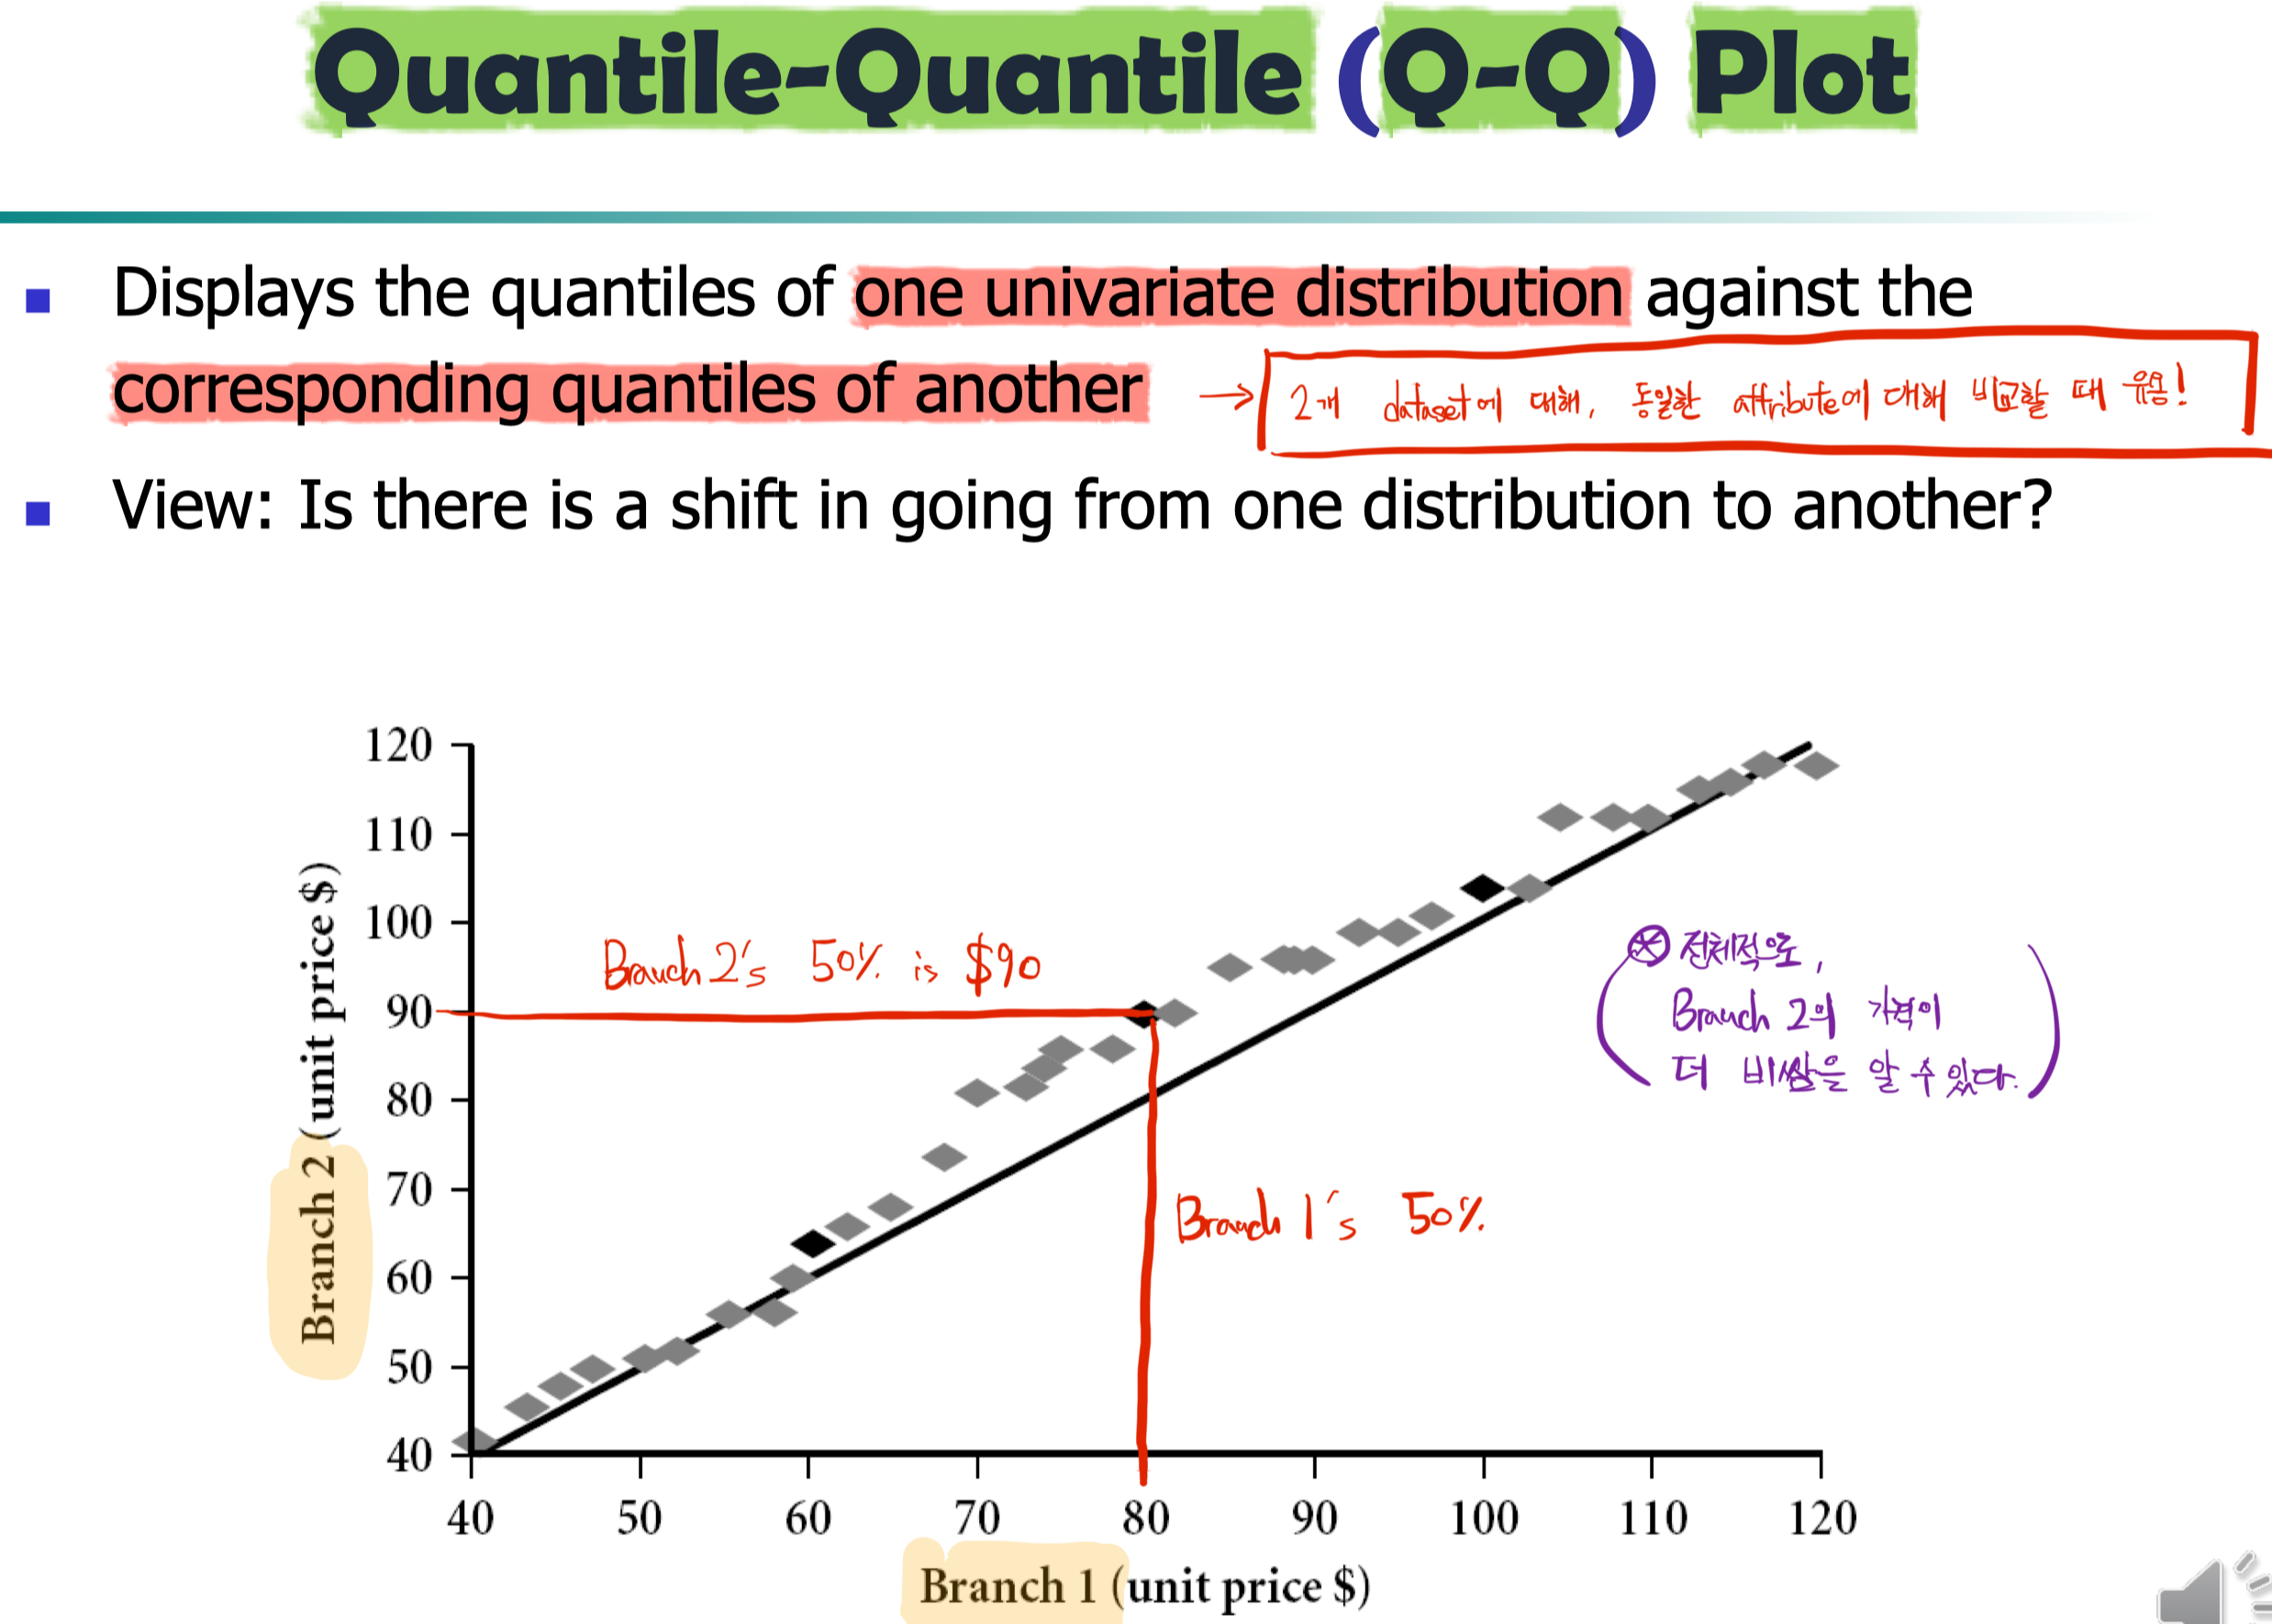 Quantile-Quantile (Q-Q) Plot
Displays the quantiles of one univariate distribution against the
corresponding quantiles of another
→ 2개 dataset에 대해, 동일한 attribute에 대해 비교할 때 유용!
View: Is there is a shift in going from one distribution to another?
120
110
100
90
80
70
60
50
40
Branch 2 (unit price $)
Branch 2's 50% is $90
Branch 1's 50%
※ 전체적으로,
Branch 2의 가격이
더 비쌈을 알 수 있다.
40 50 60 70 80 90 100 110 120
Branch 1 (unit price $)